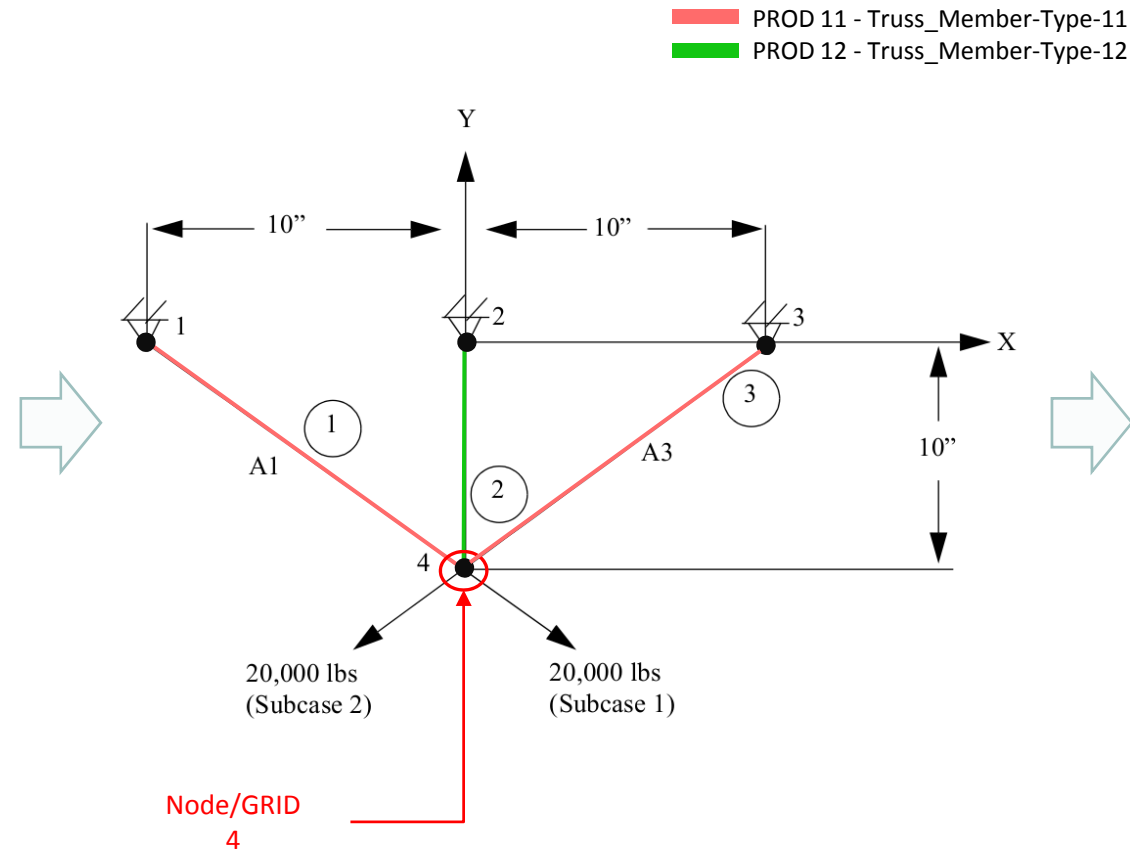 PROD 11 - Truss_Member-Type-11
PROD 12 - Truss_Member-Type-12
Y
10”
10”
1
2
3
X
1
3
A1
A3
10”
2
4
20,000 lbs
(Subcase 2)
20,000 lbs
(Subcase 1)
Node/GRID
4